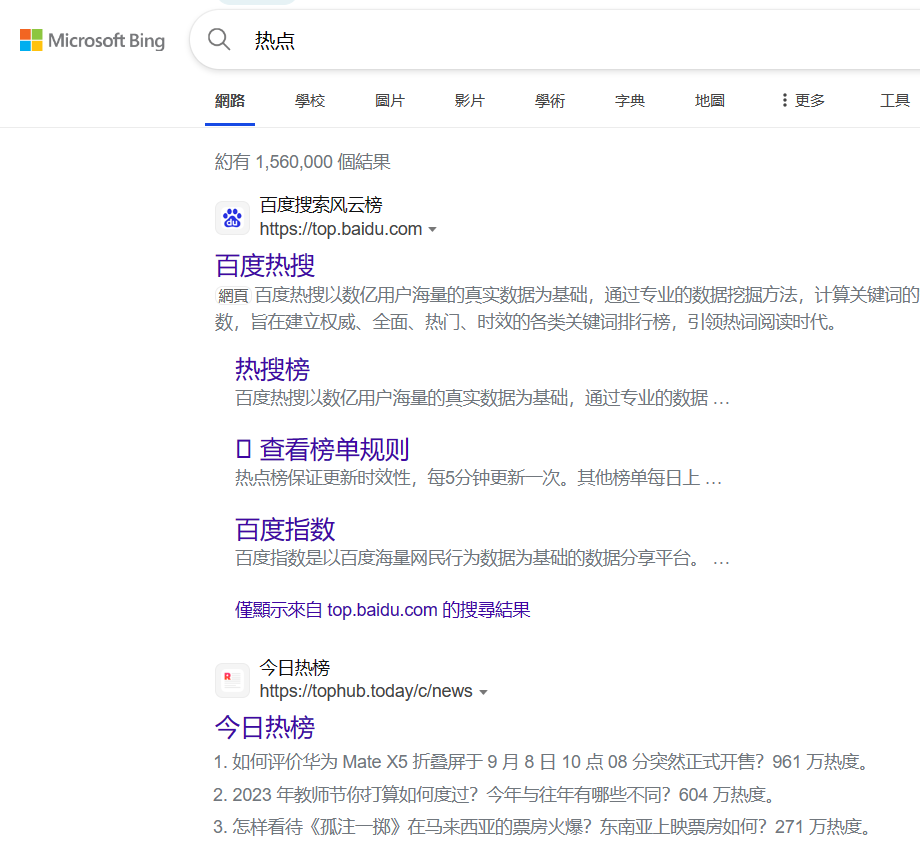 Microsoft Bing
热点
網路 學校 圖片 影片 學術 字典 地圖 更多 工具
約有 1,560,000 個結果
百度搜索风云榜
https://top.baidu.com
百度热搜
網頁 百度热搜以数亿用户海量的真实数据为基础，通过专业的数据挖掘方法，计算关键词的
数，旨在建立权威、全面、热门、时效的各类关键词排行榜，引领热词阅读时代。
热搜榜
百度热搜以数亿用户海量的真实数据为基础，通过专业的数据 …
查看榜单规则
热点榜保证更新时效性，每5分钟更新一次。其他榜单每日上 …
百度指数
百度指数是以百度海量网民行为数据为基础的数据分享平台。 …
僅顯示來自 top.baidu.com 的搜尋結果
今日热榜
https://tophub.today/c/news
今日热榜
1. 如何评价华为 Mate X5 折叠屏于 9 月 8 日 10 点 08 分突然正式开售？961 万热度。
2. 2023 年教师节你打算如何度过？今年与往年有哪些不同？604 万热度。
3. 怎样看待《孤注一掷》在马来西亚的票房火爆？东南亚上映票房如何？271 万热度。